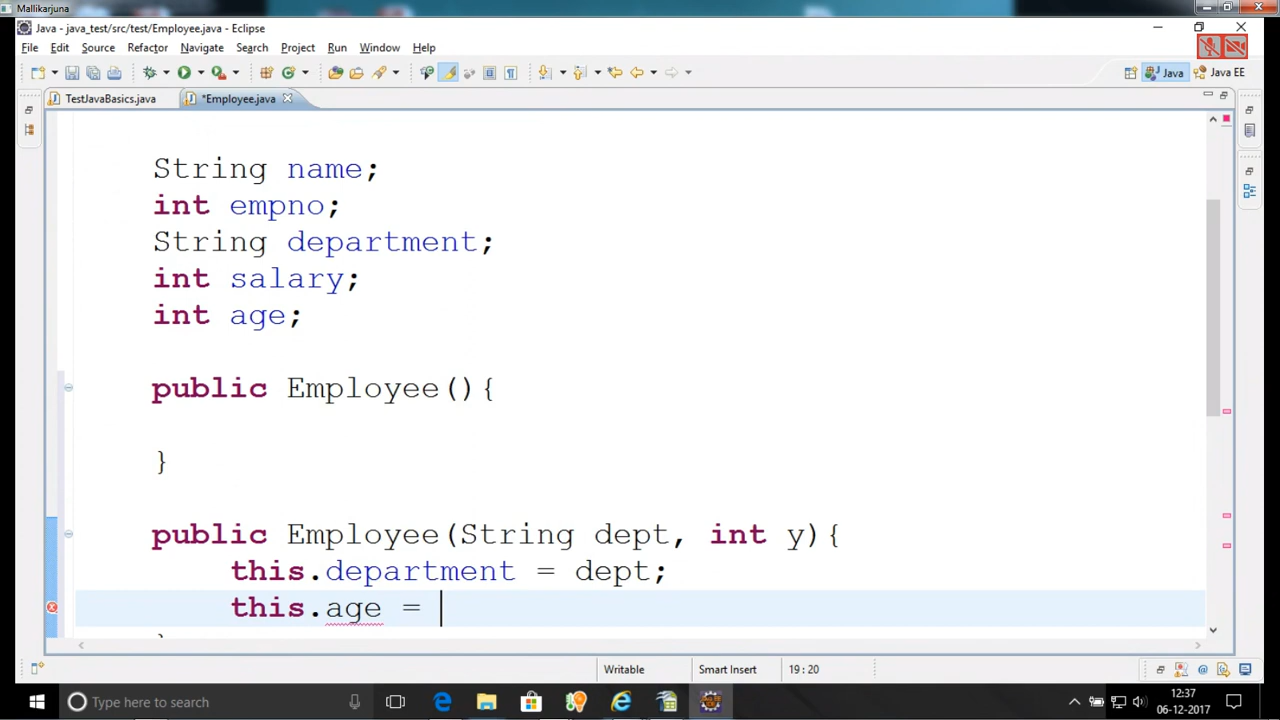 Mallikarjuna
Java - java_test/src/test/Employee.java - Eclipse
File Edit Source Refactor Navigate Search Project Run Window Help
Java Java EE
TestJavaBasics.java *Employee.java
String name;
int empno;
String department;
int salary;
int age;
public Employee(){
}
public Employee(String dept, int y){
this.department = dept;
this.age =
Writable Smart Insert 19 : 20
Type here to search
12:37
06-12-2017